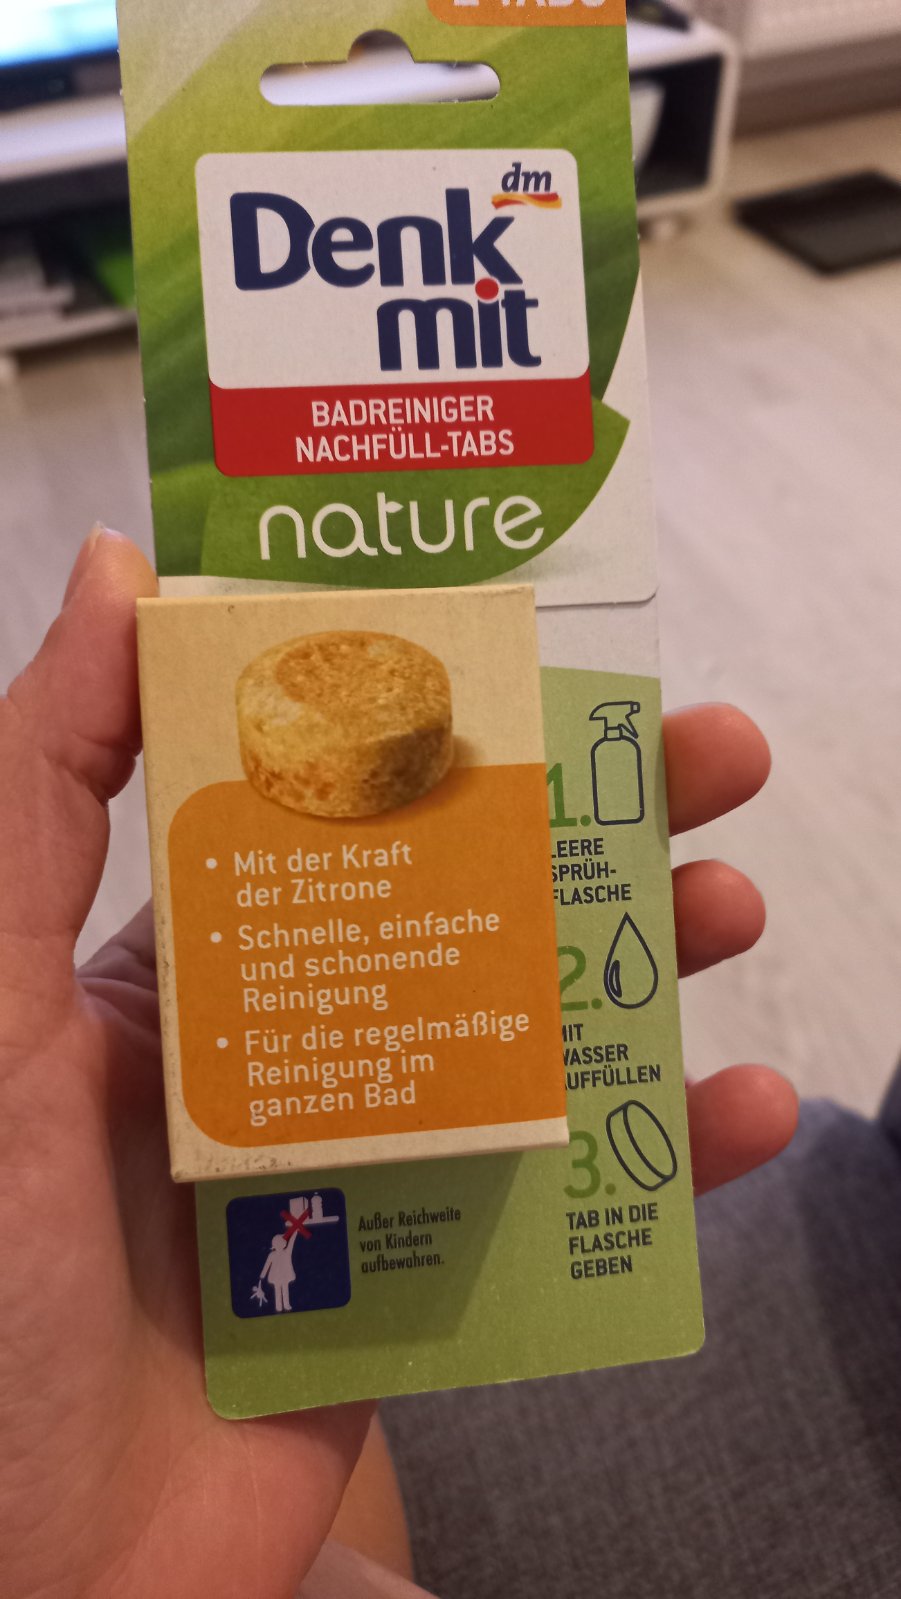 dm
Denk
mit
BADREINIGER
NACHFÜLL-TABS
nature
• Mit der Kraft
der Zitrone
• Schnelle, einfache
und schonende
Reinigung
• Für die regelmäßige
Reinigung im
ganzen Bad
1.
LEERE
SPRÜH-
FLASCHE
2.
MIT
WASSER
AUFFÜLLEN
3.
TAB IN DIE
FLASCHE
GEBEN
Außer Reichweite
von Kindern
aufbewahren.